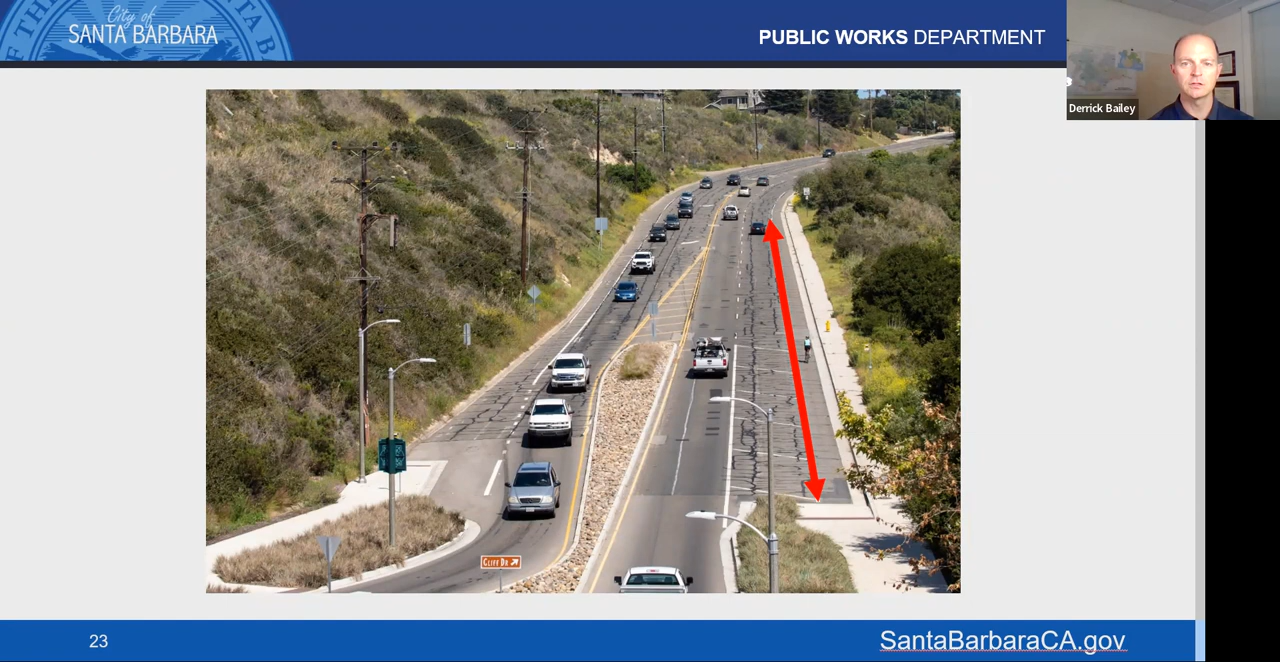 City of
SANTA BARBARA
PUBLIC WORKS DEPARTMENT
Derrick Bailey
CLIFF DR
23
SantaBarbaraCA.gov